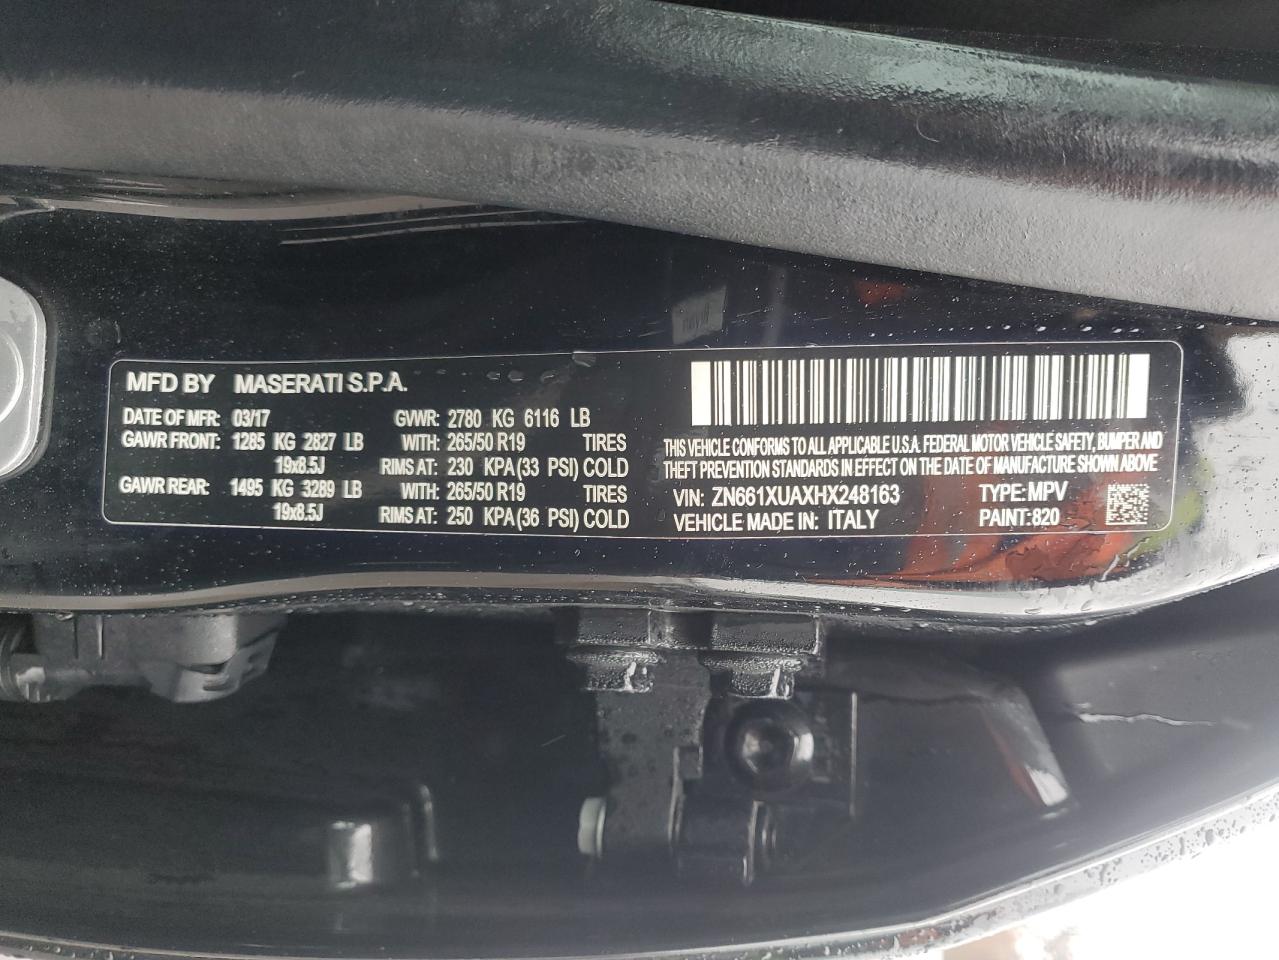 MFD BY MASERATI S.P.A.
DATE OF MFR: 03/17 GVWR: 2780 KG 6116 LB
GAWR FRONT: 1285 KG 2827 LB WITH: 265/50 R19 TIRES
19x8.5J RIMS AT: 230 KPA (33 PSI) COLD
GAWR REAR: 1495 KG 3289 LB WITH: 265/50 R19 TIRES
19x8.5J RIMS AT: 250 KPA (36 PSI) COLD
THIS VEHICLE CONFORMS TO ALL APPLICABLE U.S.A. FEDERAL MOTOR VEHICLE SAFETY, BUMPER AND
THEFT PREVENTION STANDARDS IN EFFECT ON THE DATE OF MANUFACTURE SHOWN ABOVE
VIN: ZN661XUAXHX248163 TYPE: MPV
VEHICLE MADE IN: ITALY PAINT: 820